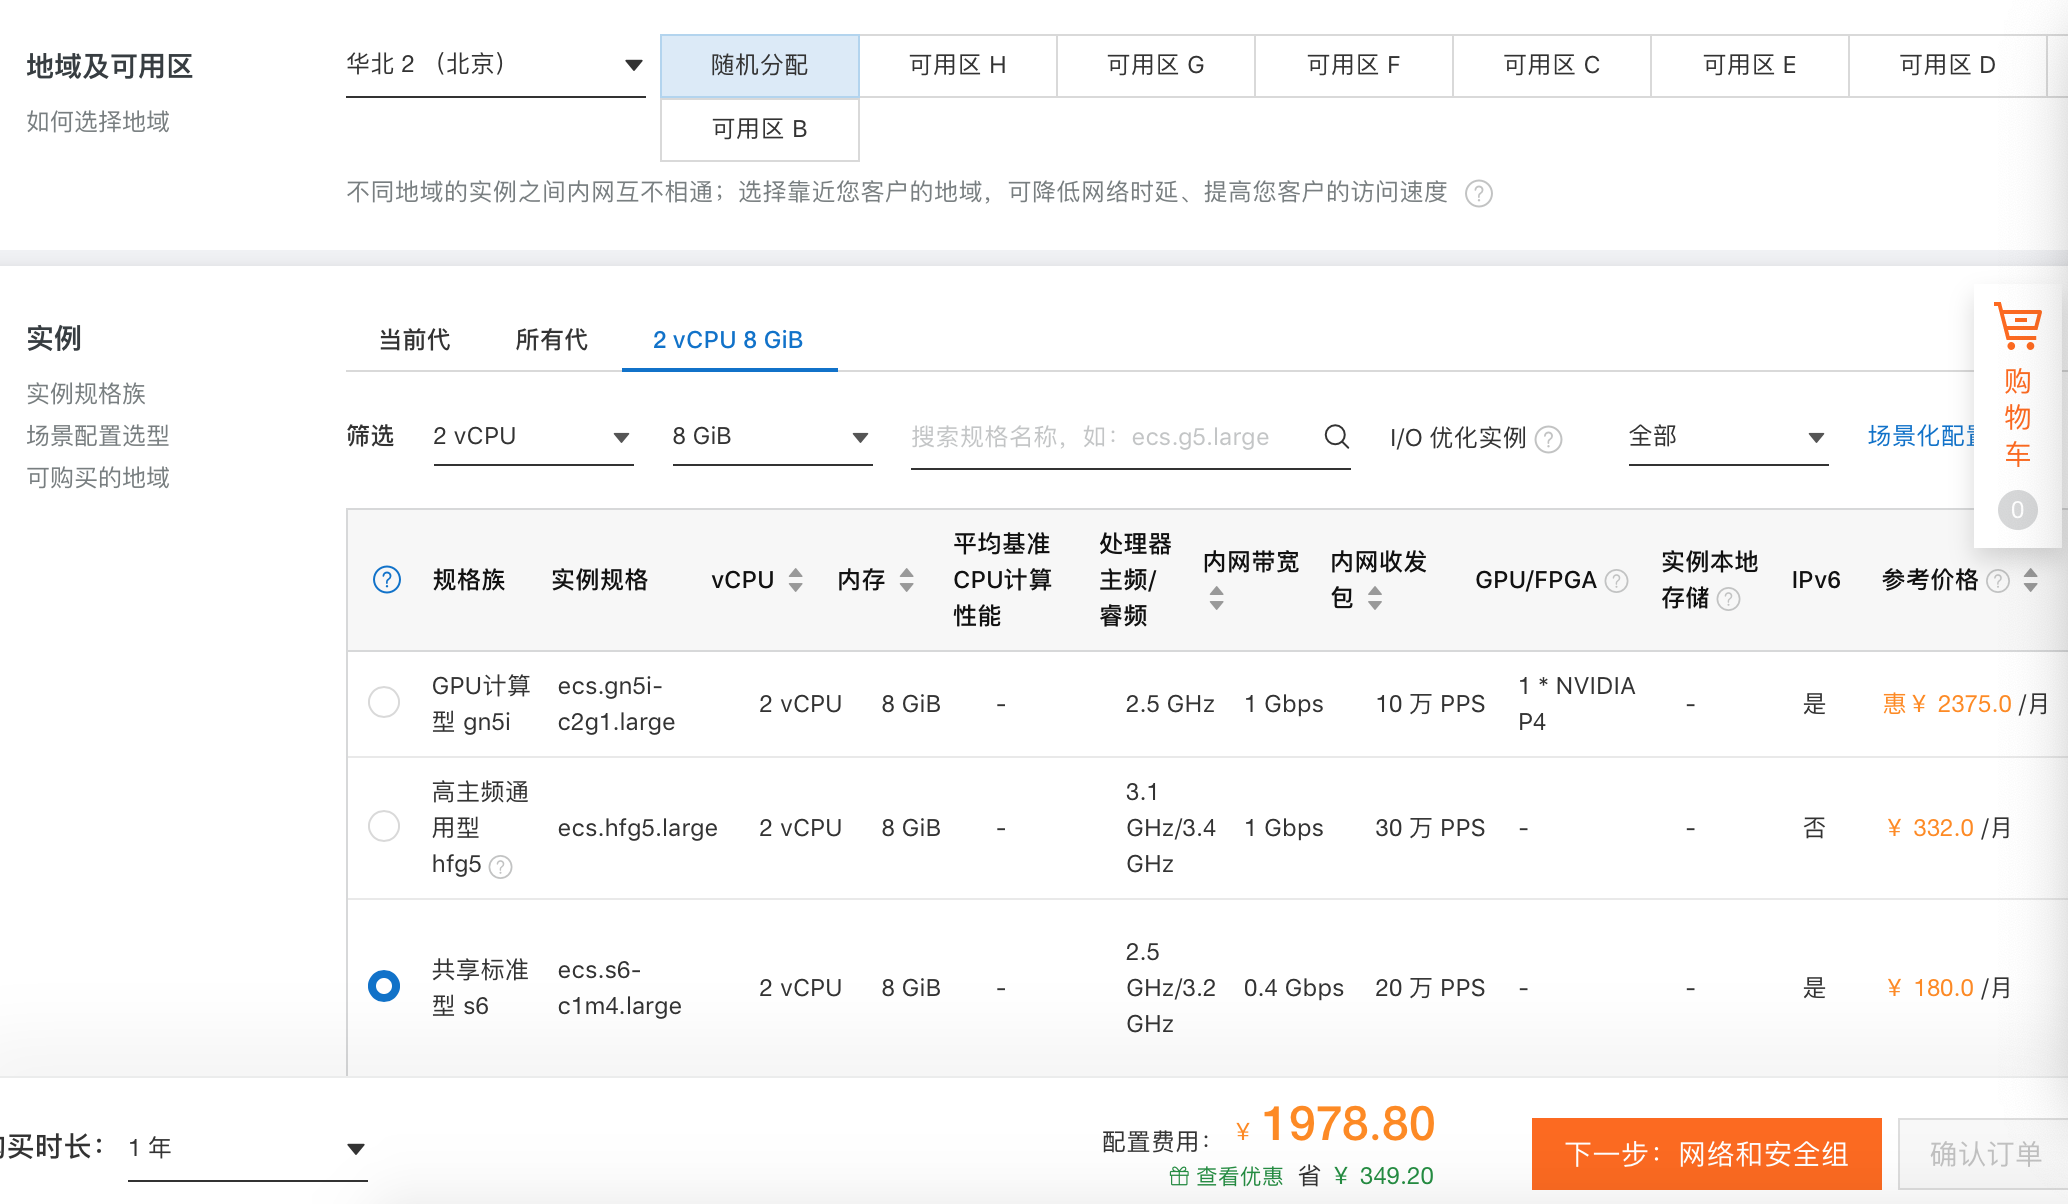 地域及可用区
如何选择地域
华北 2 （北京）
随机分配
可用区 H
可用区 G
可用区 F
可用区 C
可用区 E
可用区 D
可用区 B
不同地域的实例之间内网互不相通；选择靠近您客户的地域，可降低网络时延、提高您客户的访问速度 ?
实例
实例规格族
场景配置选型
可购买的地域
当前代
所有代
2 vCPU 8 GiB
筛选
2 vCPU
8 GiB
搜索规格名称，如：ecs.g5.large
I/O 优化实例 ?
全部
场景化配置
购
物
车
0
?
规格族
实例规格
vCPU
内存
平均基准
CPU计算
性能
处理器
主频/
睿频
内网带宽
内网收发
包
GPU/FPGA ?
实例本地
存储 ?
IPv6
参考价格 ?
GPU计算
型 gn5i
ecs.gn5i-
c2g1.large
2 vCPU
8 GiB
-
2.5 GHz
1 Gbps
10 万 PPS
1 * NVIDIA
P4
-
是
惠 ¥ 2375.0 /月
高主频通
用型
hfg5 ?
ecs.hfg5.large
2 vCPU
8 GiB
-
3.1
GHz/3.4
GHz
1 Gbps
30 万 PPS
-
-
否
¥ 332.0 /月
共享标准
型 s6
ecs.s6-
c1m4.large
2 vCPU
8 GiB
-
2.5
GHz/3.2
GHz
0.4 Gbps
20 万 PPS
-
-
是
¥ 180.0 /月
买时长：
1 年
配置费用：
¥ 1978.80
查看优惠 省 ¥ 349.20
下一步：网络和安全组
确认订单